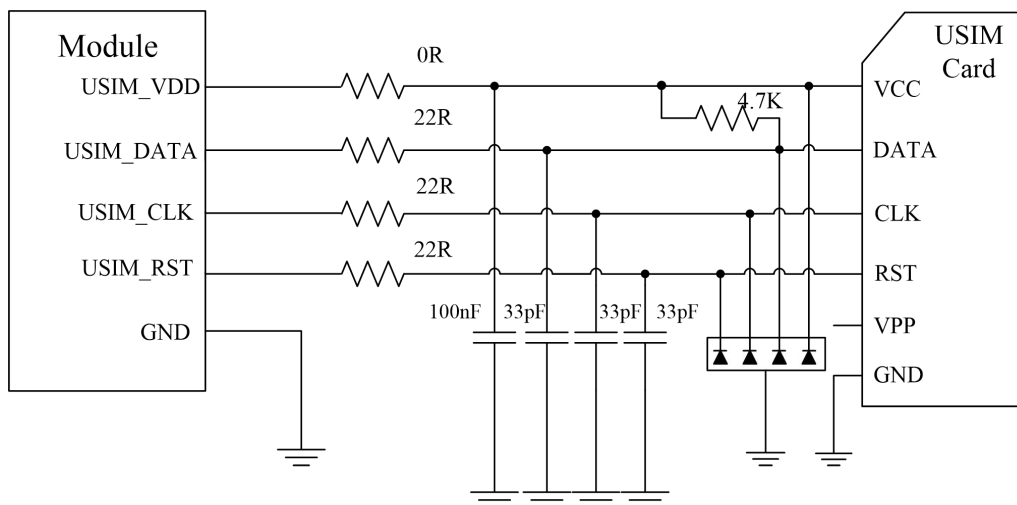 Module
USIM_VDD
USIM_DATA
USIM_CLK
USIM_RST
GND
0R
22R
22R
22R
4.7K
100nF
33pF
33pF
33pF
USIM
Card
VCC
DATA
CLK
RST
VPP
GND